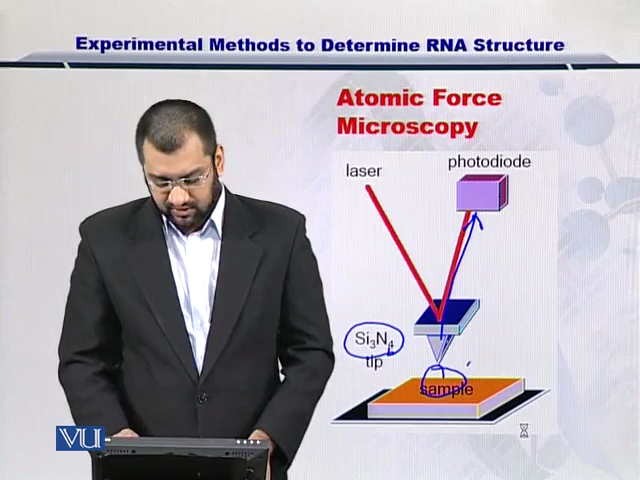 Experimental Methods to Determine RNA Structure
Atomic Force
Microscopy
laser
photodiode
Si₃N₄
tip
sample
VU